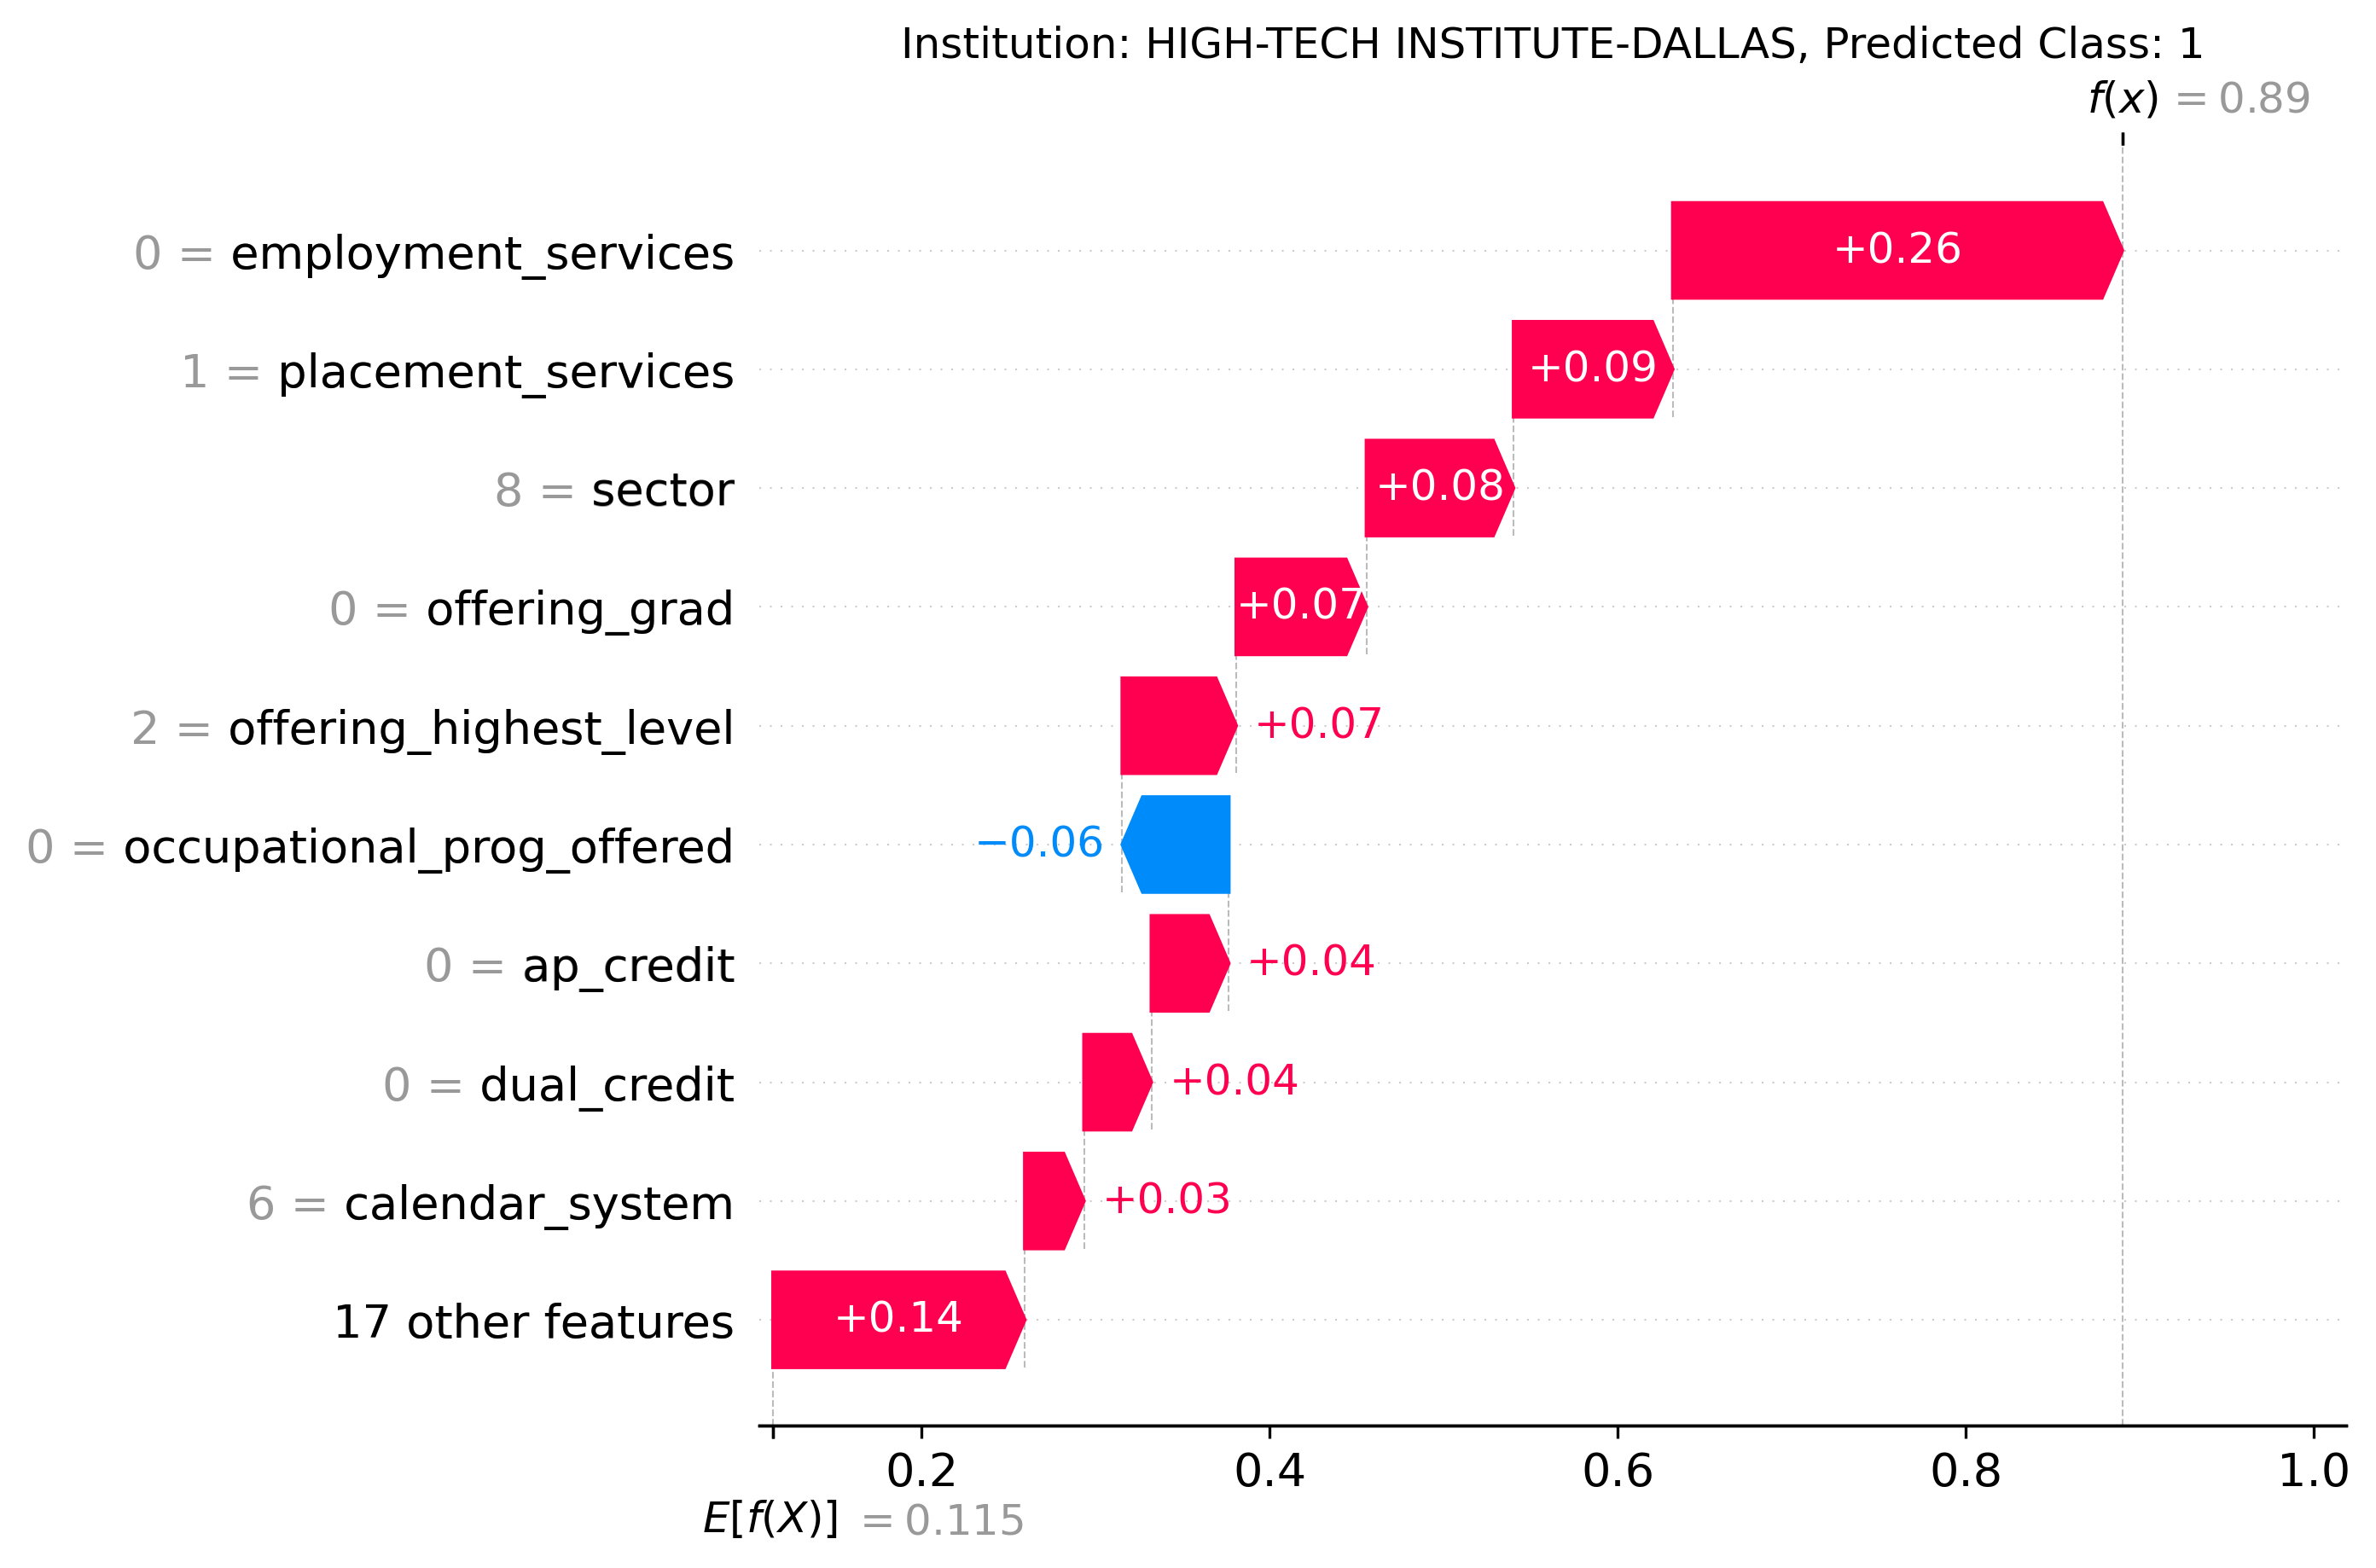 Institution: HIGH-TECH INSTITUTE-DALLAS, Predicted Class: 1
f(x) = 0.89
0 = employment_services +0.26
1 = placement_services +0.09
8 = sector +0.08
0 = offering_grad +0.07
2 = offering_highest_level +0.07
0 = occupational_prog_offered −0.06
0 = ap_credit +0.04
0 = dual_credit +0.04
6 = calendar_system +0.03
17 other features +0.14
0.2 0.4 0.6 0.8 1.0
E[f(X)] = 0.115